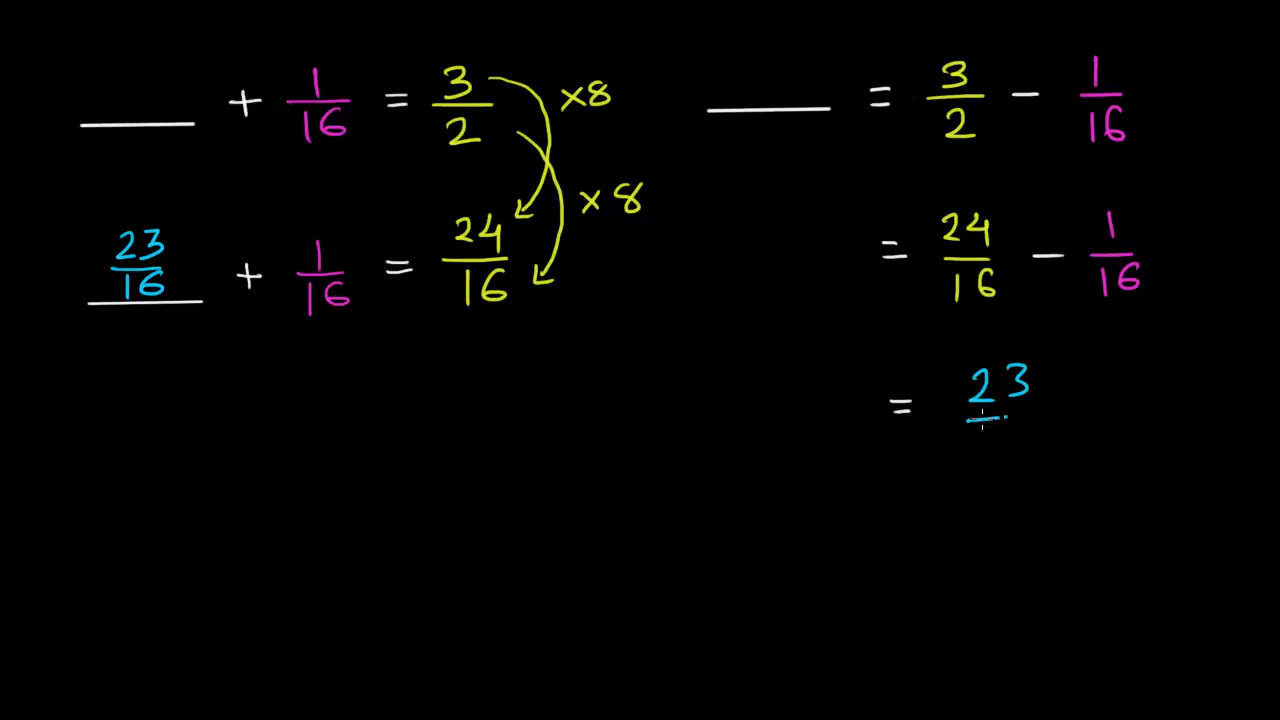 ___ + 1/16 = 3/2 ×8
×8
23/16 + 1/16 = 24/16
___ = 3/2 − 1/16
= 24/16 − 1/16
= 23